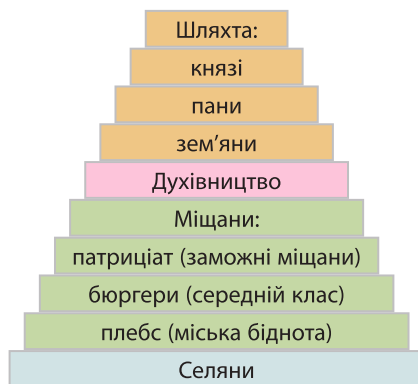 Шляхта:
князі
пани
зем’яни
Духівництво
Міщани:
патриціат (заможні міщани)
бюргери (середній клас)
плебс (міська біднота)
Селяни